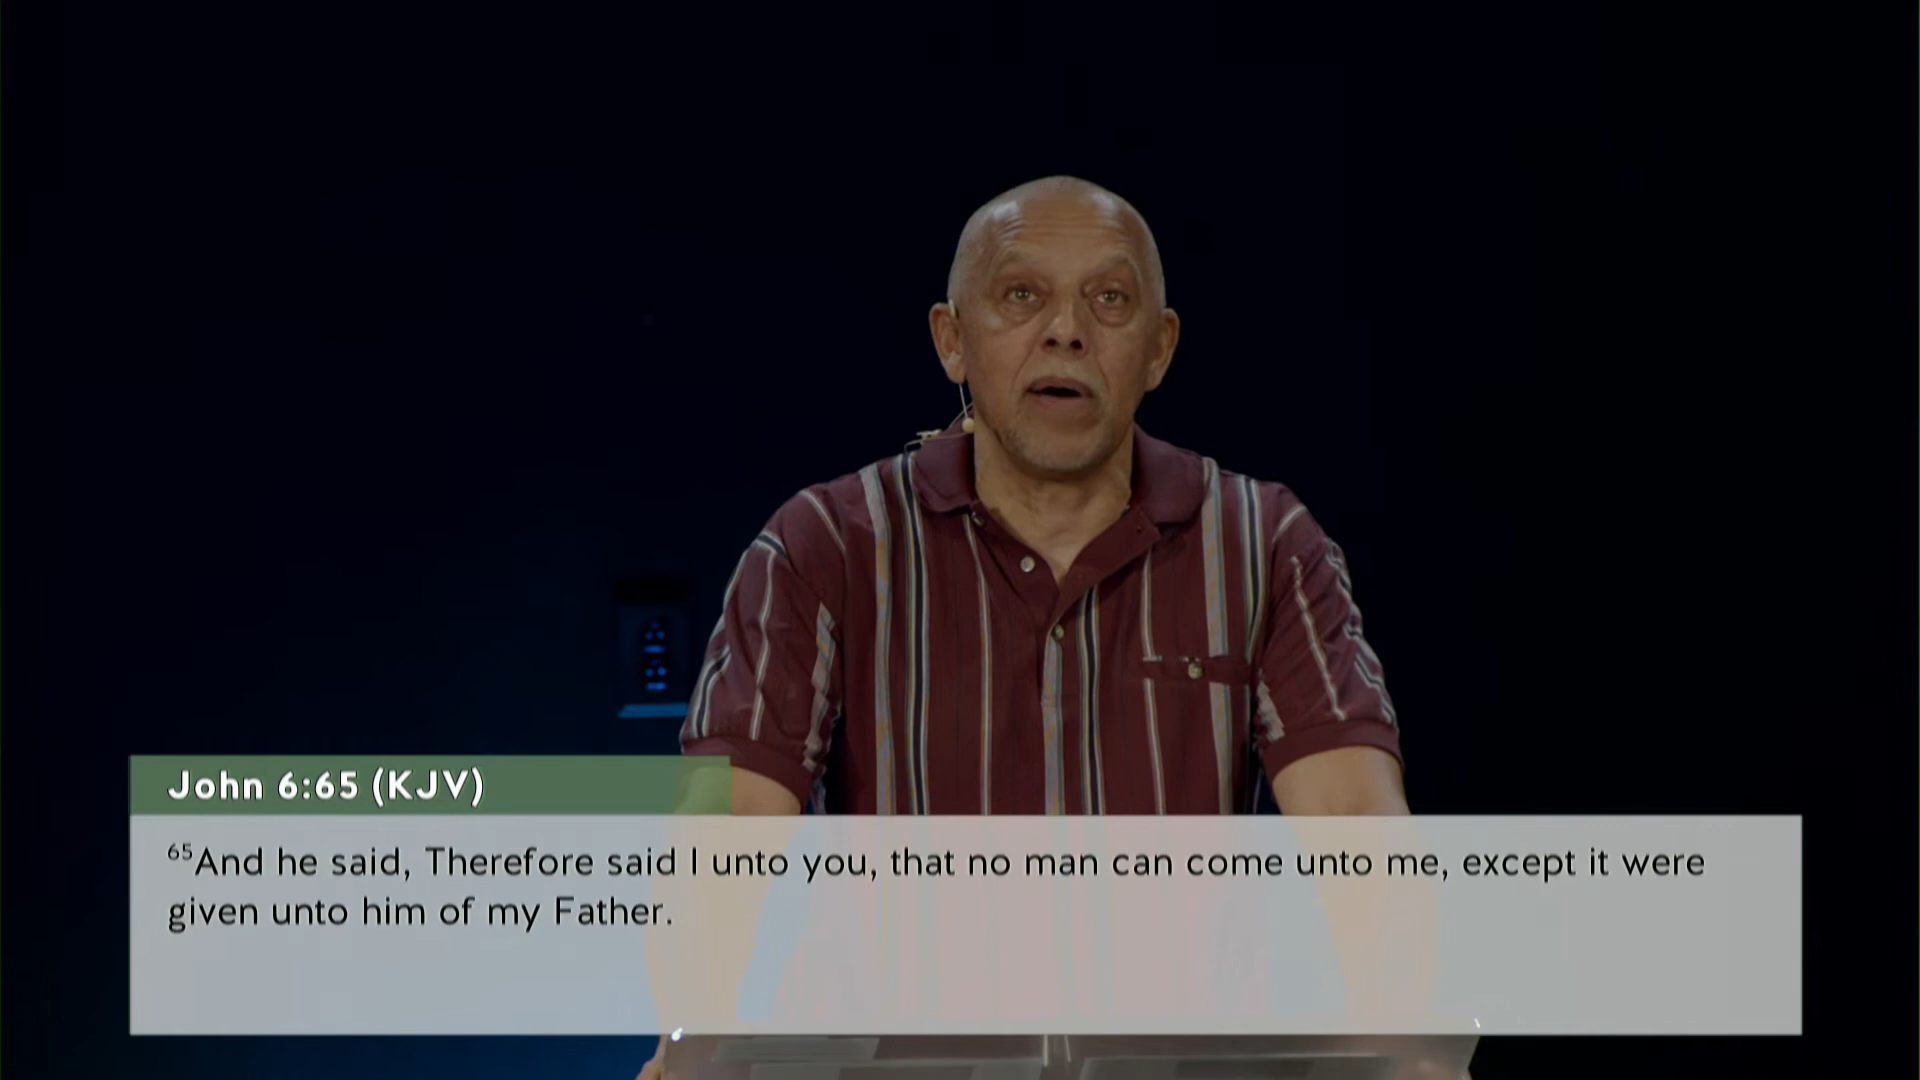 John 6:65 (KJV)
65And he said, Therefore said I unto you, that no man can come unto me, except it were
given unto him of my Father.